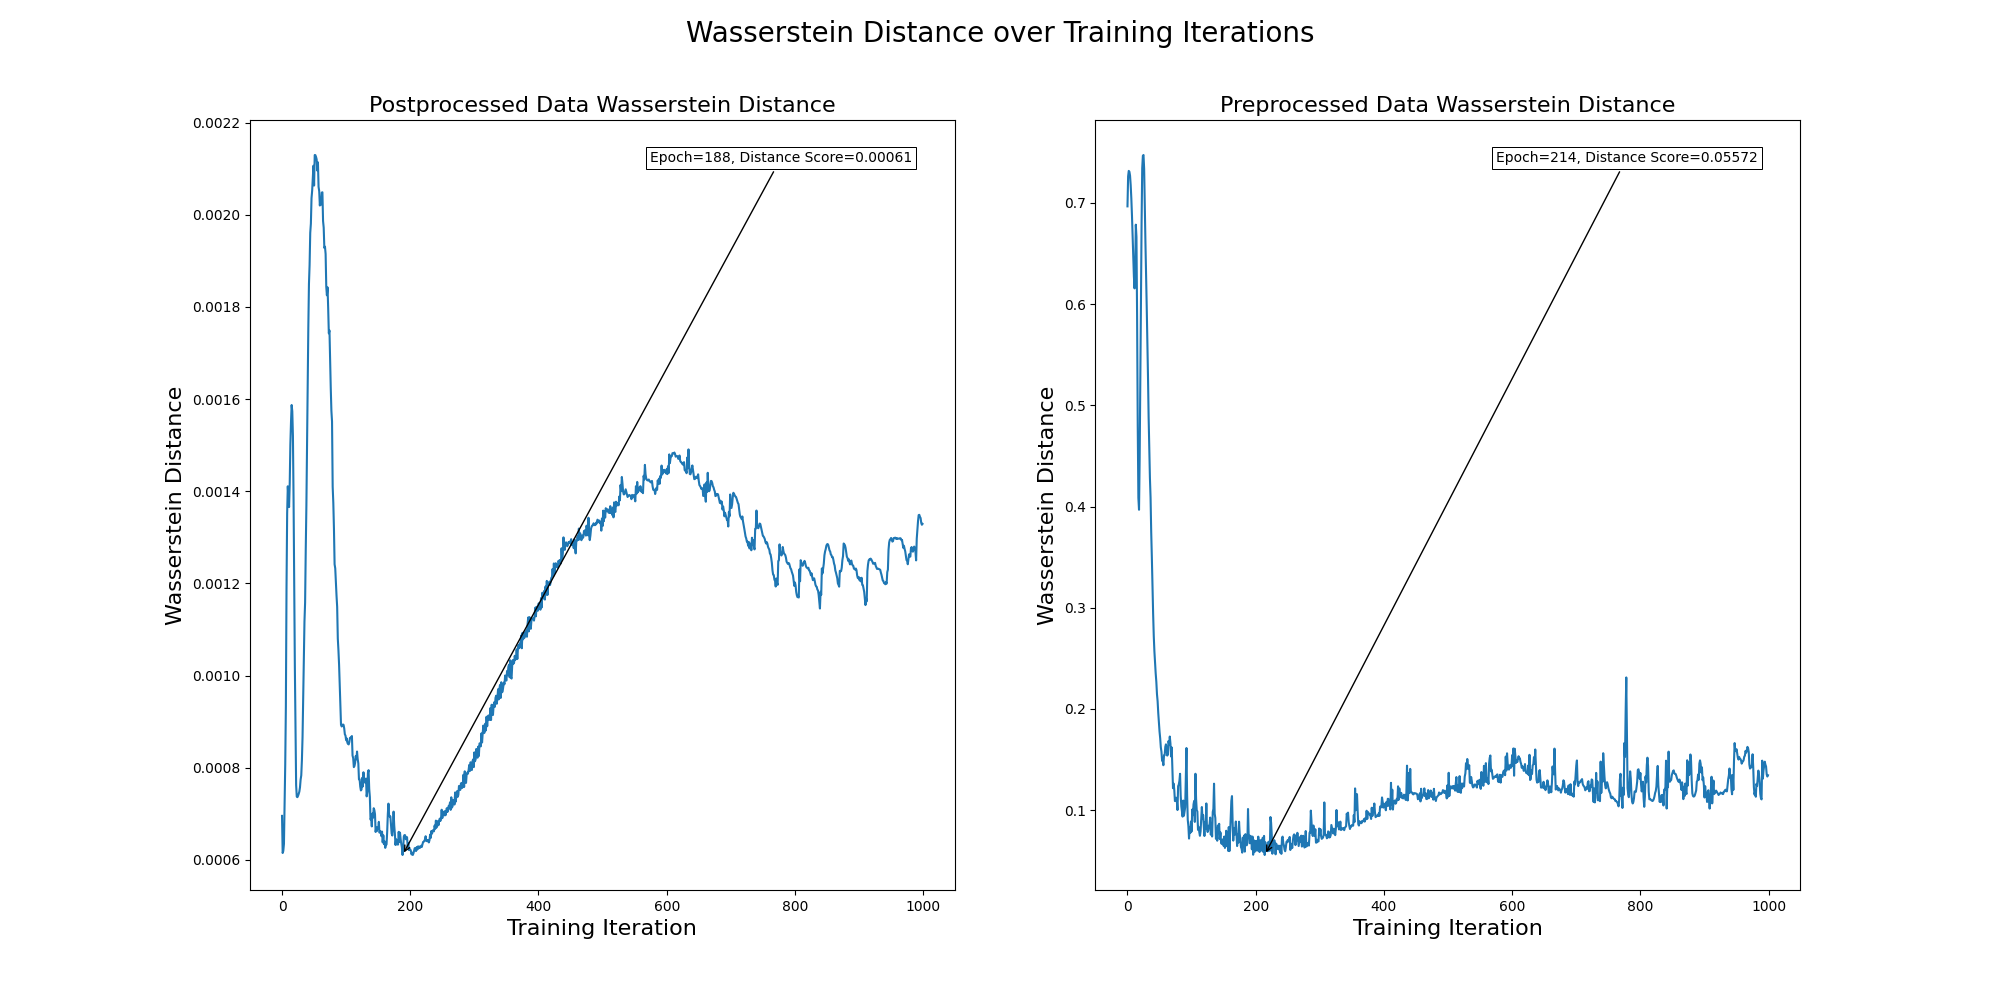 Wasserstein Distance over Training Iterations
Postprocessed Data Wasserstein Distance
Wasserstein Distance
0.0022
0.0020
0.0018
0.0016
0.0014
0.0012
0.0010
0.0008
0.0006
Epoch=188, Distance Score=0.00061
0 200 400 600 800 1000
Training Iteration
Preprocessed Data Wasserstein Distance
Wasserstein Distance
0.7
0.6
0.5
0.4
0.3
0.2
0.1
Epoch=214, Distance Score=0.05572
0 200 400 600 800 1000
Training Iteration